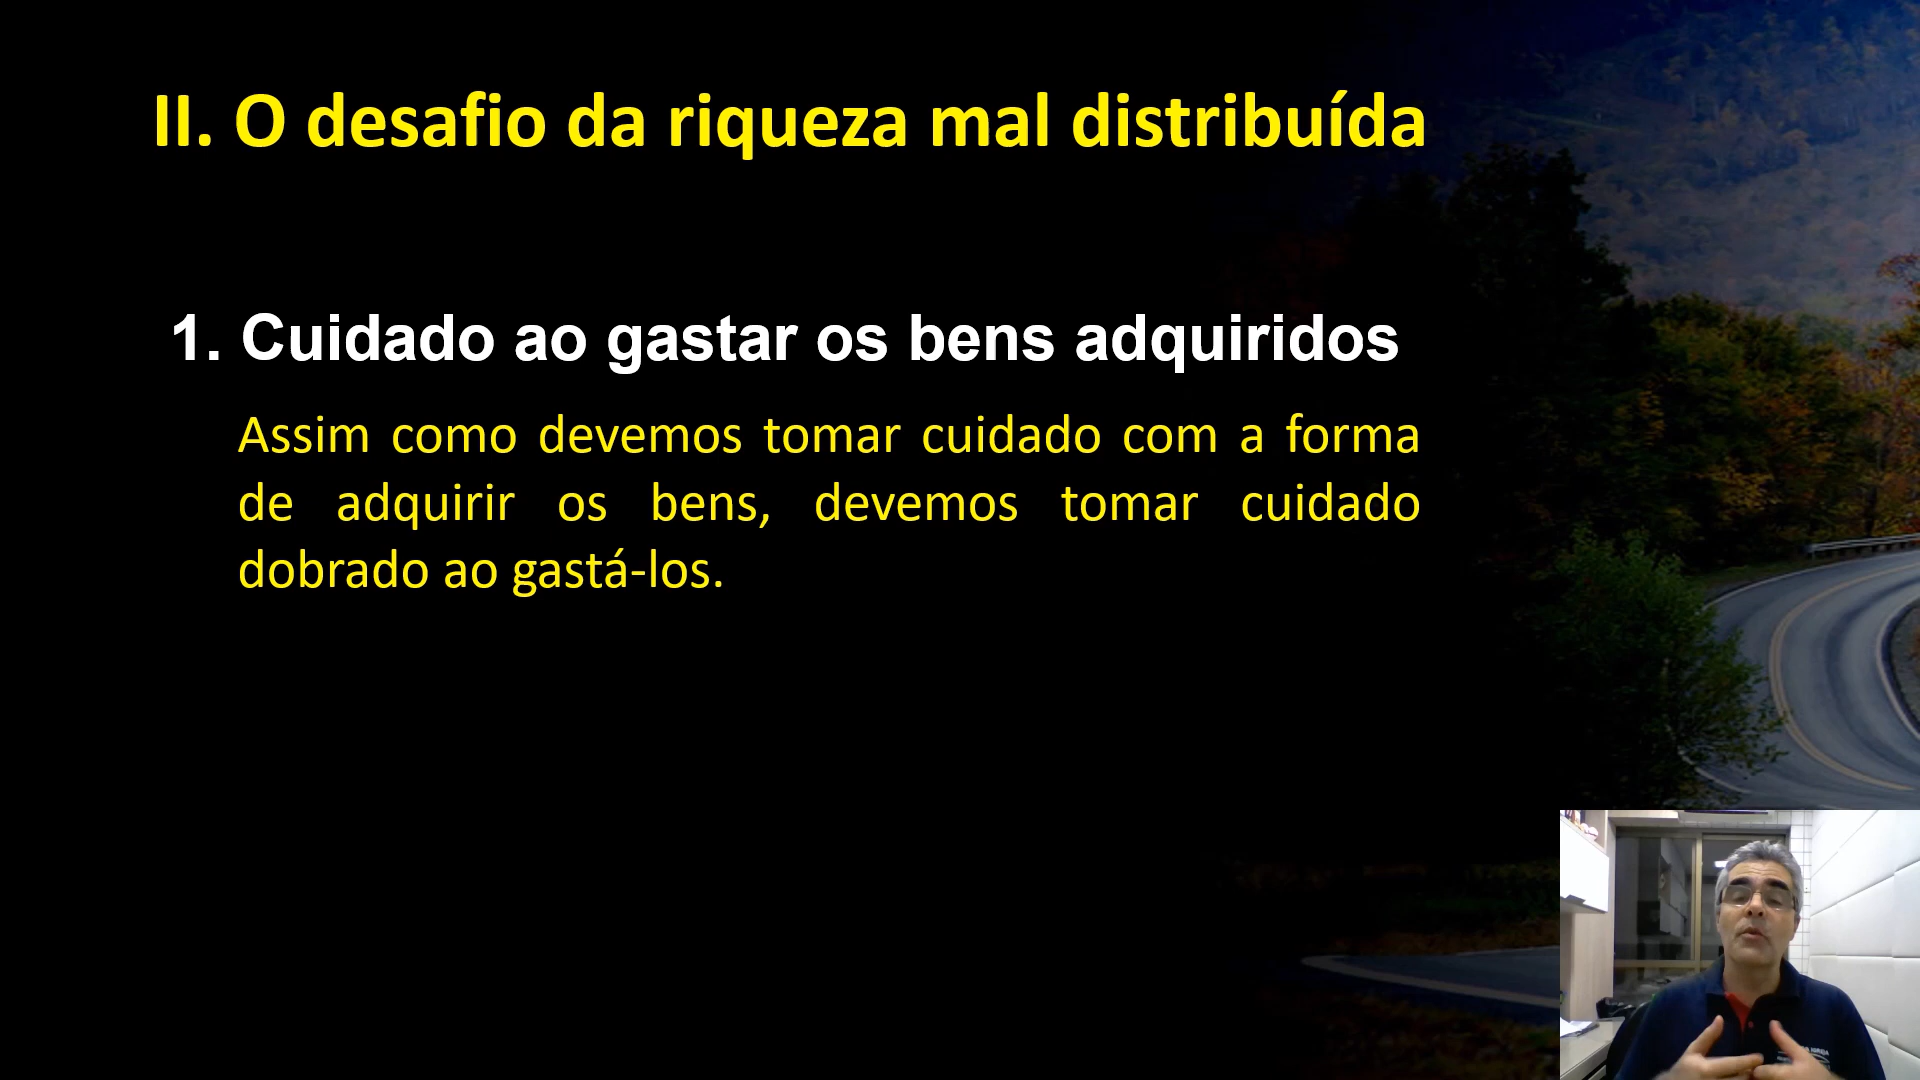 II. O desafio da riqueza mal distribuída
1. Cuidado ao gastar os bens adquiridos
Assim como devemos tomar cuidado com a forma
de adquirir os bens, devemos tomar cuidado
dobrado ao gastá-los.